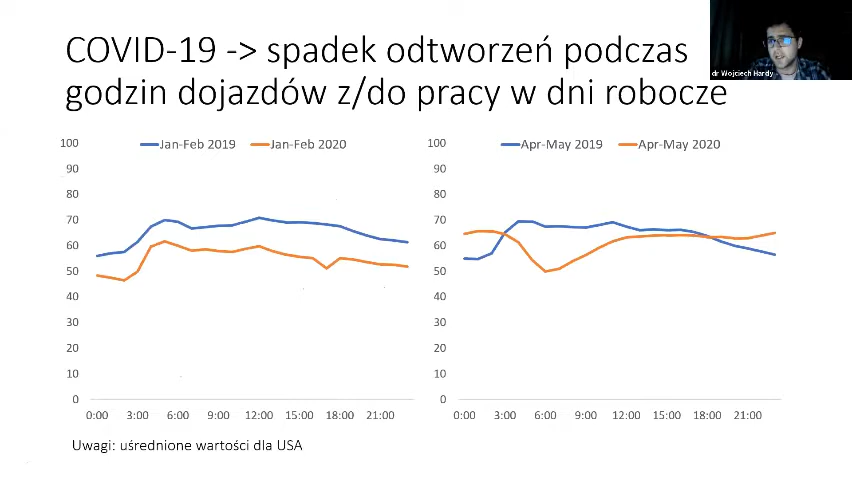 COVID-19 -> spadek odtworzeń podczas
godzin dojazdów z/do pracy w dni robocze
dr Wojciech Hardy
Jan-Feb 2019 Jan-Feb 2020
100
90
80
70
60
50
40
30
20
10
0
0:00 3:00 6:00 9:00 12:00 15:00 18:00 21:00
Apr-May 2019 Apr-May 2020
100
90
80
70
60
50
40
30
20
10
0
0:00 3:00 6:00 9:00 12:00 15:00 18:00 21:00
Uwagi: uśrednione wartości dla USA